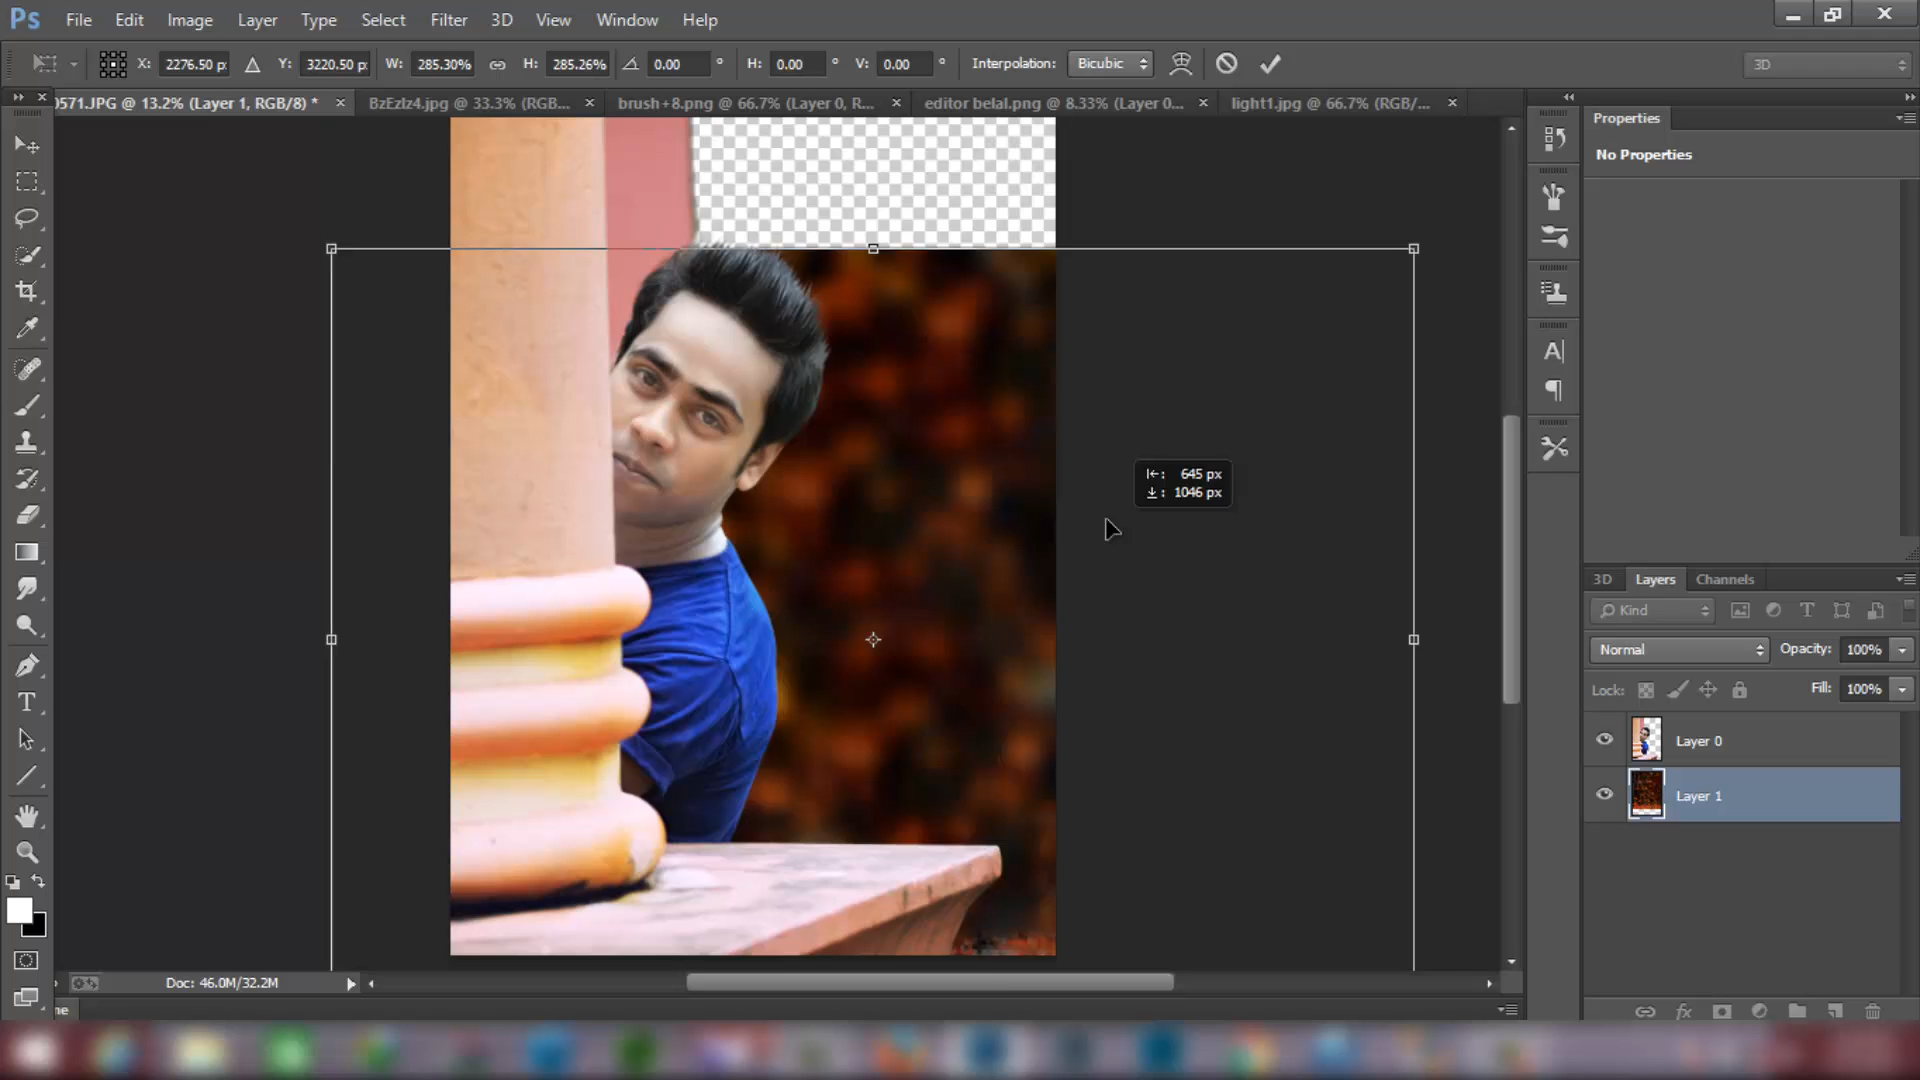 Ps File Edit Image Layer Type Select Filter 3D View Window Help
X: 2276.50 p: Y: 3220.50 p: W: 285.30% H: 285.26% 0.00 ° H: 0.00 ° V: 0.00 ° Interpolation: Bicubic 3D
0571.JPG @ 13.2% (Layer 1, RGB/8) * × BzEzIz4.jpg @ 33.3% (RGB... × brush+8.png @ 66.7% (Layer 0, R... × editor belal.png @ 8.33% (Layer 0... × light1.jpg @ 66.7% (RGB/... ×
Properties
No Properties
645 px
1046 px
3D Layers Channels
Kind
Normal Opacity: 100%
Lock: Fill: 100%
Layer 0
Layer 1
Doc: 46.0M/32.2M
ne